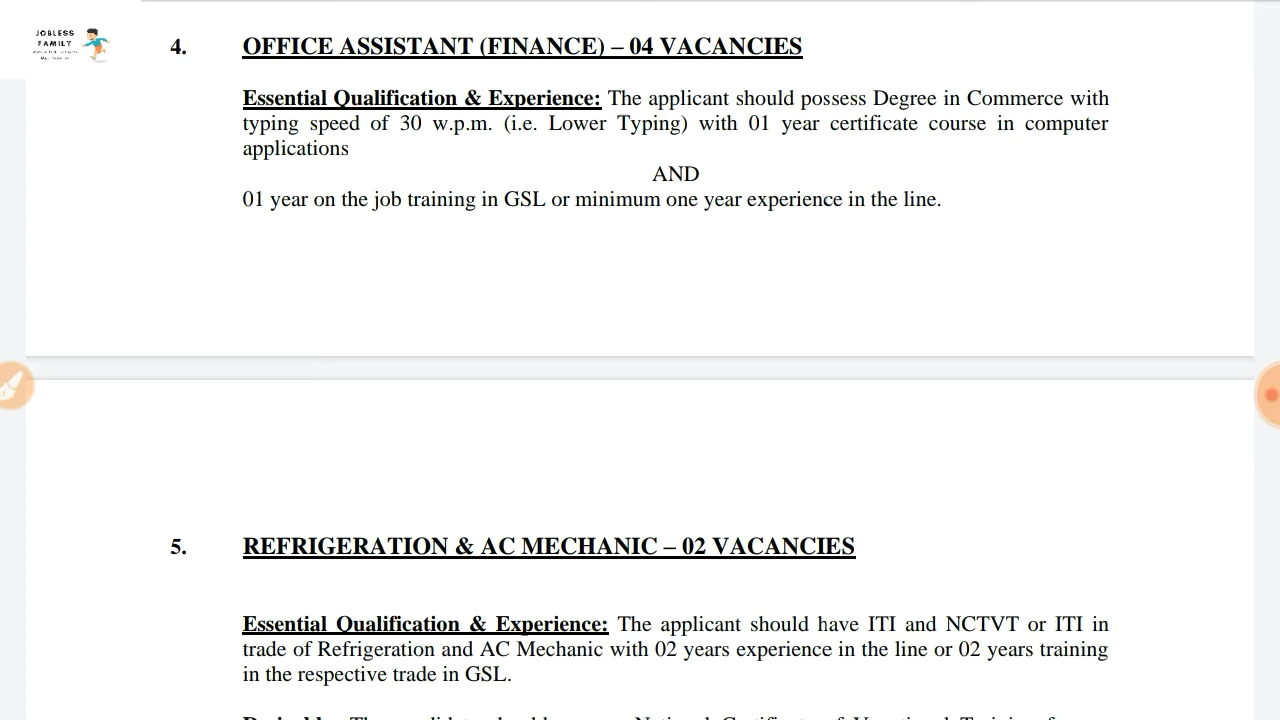 JOBLESS
FAMILY
4. OFFICE ASSISTANT (FINANCE) – 04 VACANCIES
Essential Qualification & Experience: The applicant should possess Degree in Commerce with
typing speed of 30 w.p.m. (i.e. Lower Typing) with 01 year certificate course in computer
applications
AND
01 year on the job training in GSL or minimum one year experience in the line.
5. REFRIGERATION & AC MECHANIC – 02 VACANCIES
Essential Qualification & Experience: The applicant should have ITI and NCTVT or ITI in
trade of Refrigeration and AC Mechanic with 02 years experience in the line or 02 years training
in the respective trade in GSL.